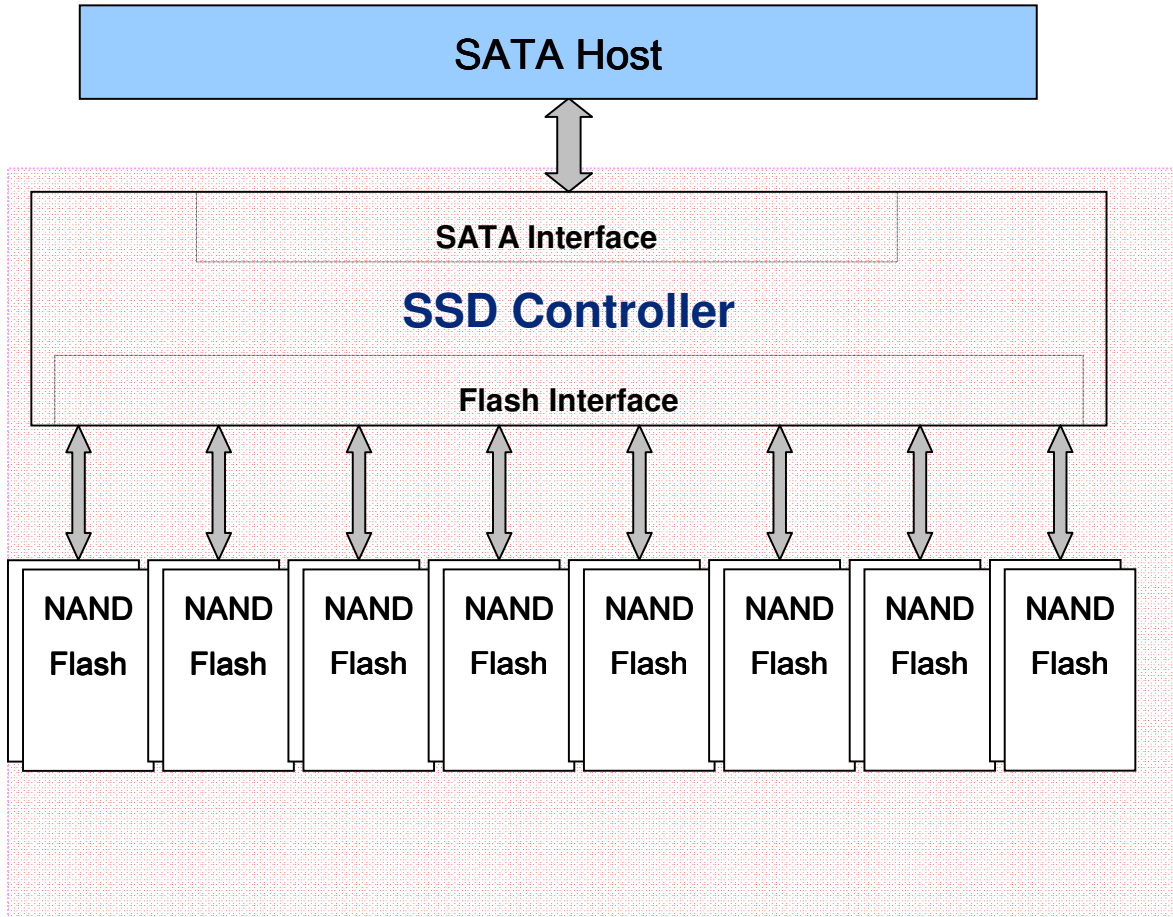 SATA Host
SATA Interface
SSD Controller
Flash Interface
NAND NAND NAND NAND NAND NAND NAND NAND
Flash Flash Flash Flash Flash Flash Flash Flash